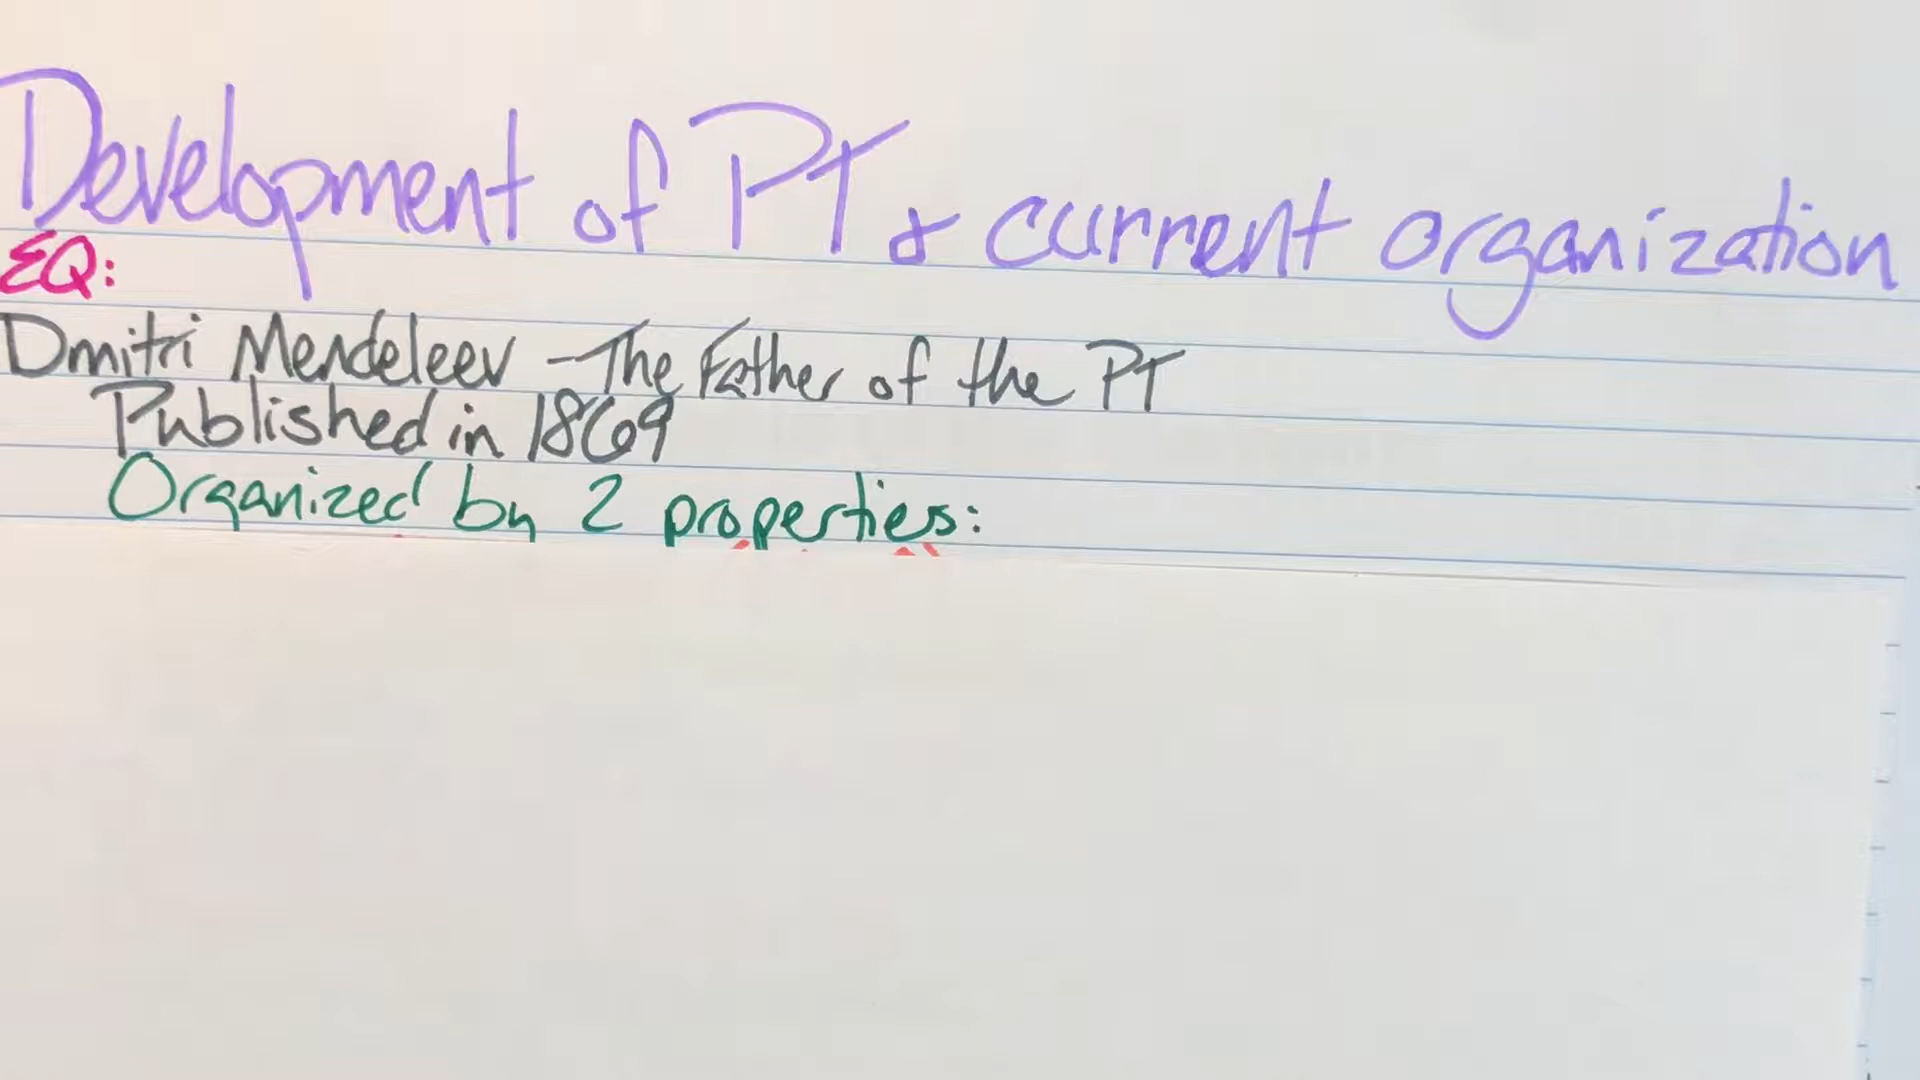 Development of PT & current organization
EQ:
Dmitri Mendeleev - The Father of the PT
Published in 1869
Organized by 2 properties: